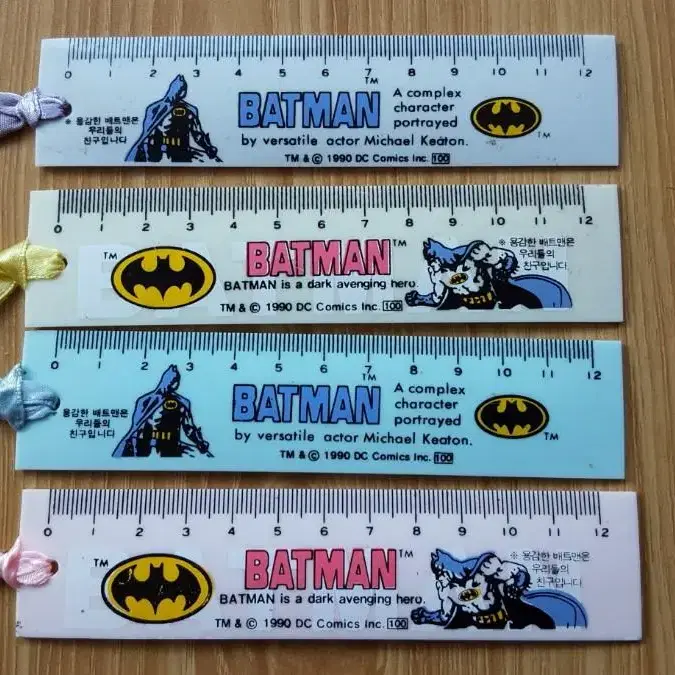 0 1 2 3 4 5 6 7 8 9 10 11 12
※ 용감한 배트맨은
우리들의
친구입니다
BATMAN™
A complex
character
portrayed
by versatile actor Michael Keaton.
TM & © 1990 DC Comics Inc. 100
TM
0 1 2 3 4 5 6 7 8 9 10 11 12
TM
BATMAN™
BATMAN is a dark avenging hero.
TM & © 1990 DC Comics Inc. 100
※ 용감한 배트맨은
우리들의
친구입니다
0 1 2 3 4 5 6 7 8 9 10 11 12
용감한 배트맨은
우리들의
친구입니다
BATMAN™
A complex
character
portrayed
by versatile actor Michael Keaton.
TM & © 1990 DC Comics Inc. 100
TM
0 1 2 3 4 5 6 7 8 9 10 11 12
TM
BATMAN™
BATMAN is a dark avenging hero.
TM & © 1990 DC Comics Inc. 100
※ 용감한 배트맨은
우리들의
친구입니다